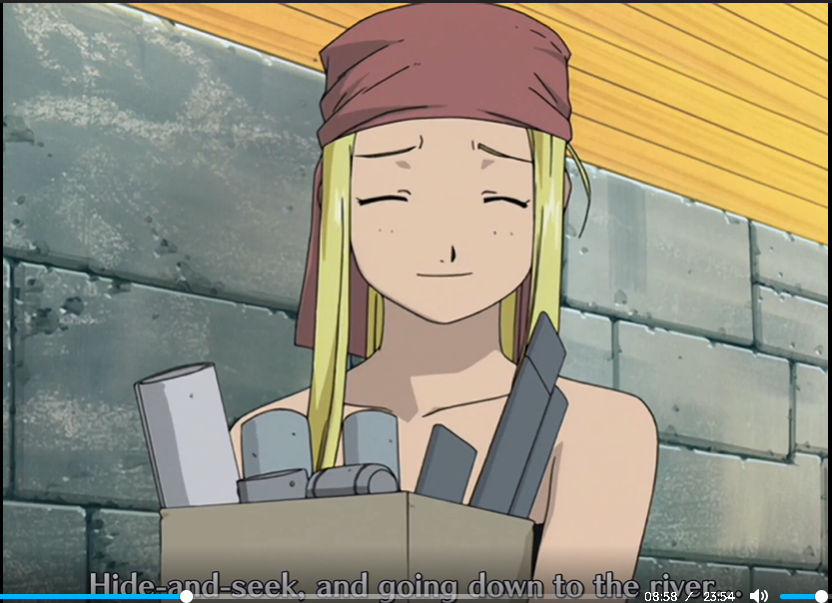 Hide-and-seek, and going down to the river.
08:58 / 23:54